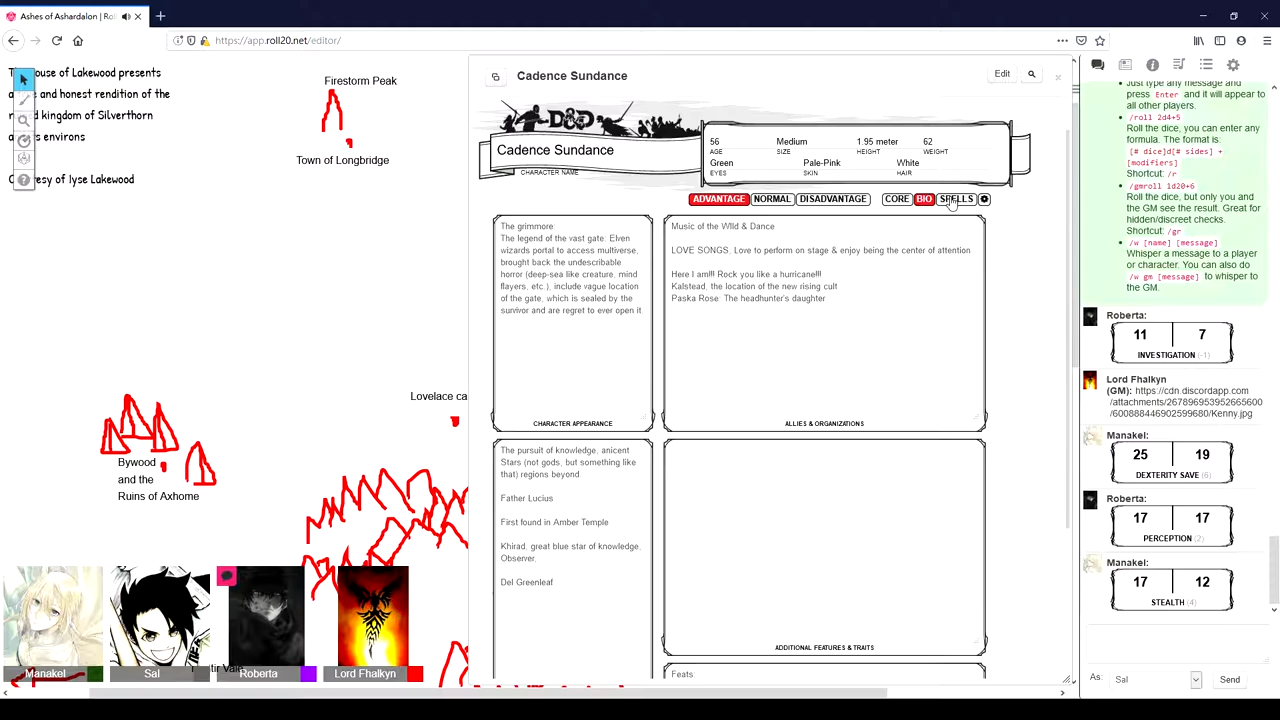 Ashes of Ashardalon | Rol
https://app.roll20.net/editor/
ouse of Lakewood presents
and honest rendition of the
kingdom of Silverthorn
environs
of Iyse Lakewood
Firestorm Peak
Town of Longbridge
Lovelace ca
Bywood
and the
Ruins of Axhome
Manakel
Sal
Roberta
Lord Fhalkyn
Cadence Sundance
Edit
D&D
Cadence Sundance
CHARACTER NAME
56 Medium 1.95 meter 62
AGE SIZE HEIGHT WEIGHT
Green Pale-Pink White
EYES SKIN HAIR
ADVANTAGE NORMAL DISADVANTAGE CORE BIO SPELLS
The grimmore:
The legend of the vast gate. Elven
wizards portal to access multiverse,
brought back the undescribable
horror (deep-sea like creature, mind
flayers, etc.), include vague location
of the gate, which is sealed by the
survivor and are regret to ever open it
CHARACTER APPEARANCE
Music of the WIld & Dance
LOVE SONGS. Love to perform on stage & enjoy being the center of attention
Here I am!!! Rock you like a hurricane!!!
Kalstead, the location of the new rising cult
Paska Rose: The headhunter's daughter
ALLIES & ORGANIZATIONS
The pursuit of knowledge, anicent
Stars (not gods, but something like
that) regions beyond
Father Lucius
First found in Amber Temple
Khirad, great blue star of knowledge,
Observer,
Del Greenleaf
ADDITIONAL FEATURES & TRAITS
Feats:
Just type any message and
press Enter and it will appear to
all other players.
/roll 2d4+5
Roll the dice, you can enter any
formula. The format is:
[# dice]d[# sides] +
[modifiers]
Shortcut: /r
/gmroll 1d20+6
Roll the dice, but only you and
the GM see the result. Great for
hidden/discreet checks.
Shortcut: /gr
/w [name] [message]
Whisper a message to a player
or character. You can also do
/w gm [message] to whisper to
the GM.
Roberta:
11 7
INVESTIGATION (-1)
Lord Fhalkyn
(GM): https://cdn.discordapp.com
/attachments/267896953952665600
/600888446902599680/Kenny.jpg
Manakel:
25 19
DEXTERITY SAVE (6)
Roberta:
17 17
PERCEPTION (2)
Manakel:
17 12
STEALTH (4)
As: Sal Send